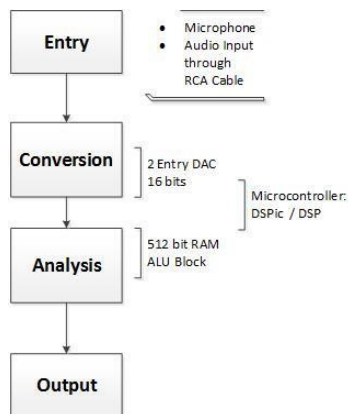 Entry
• Microphone
• Audio Input
through
RCA Cable
Conversion
2 Entry DAC
16 bits
Microcontroller:
DSPic / DSP
Analysis
512 bit RAM
ALU Block
Output